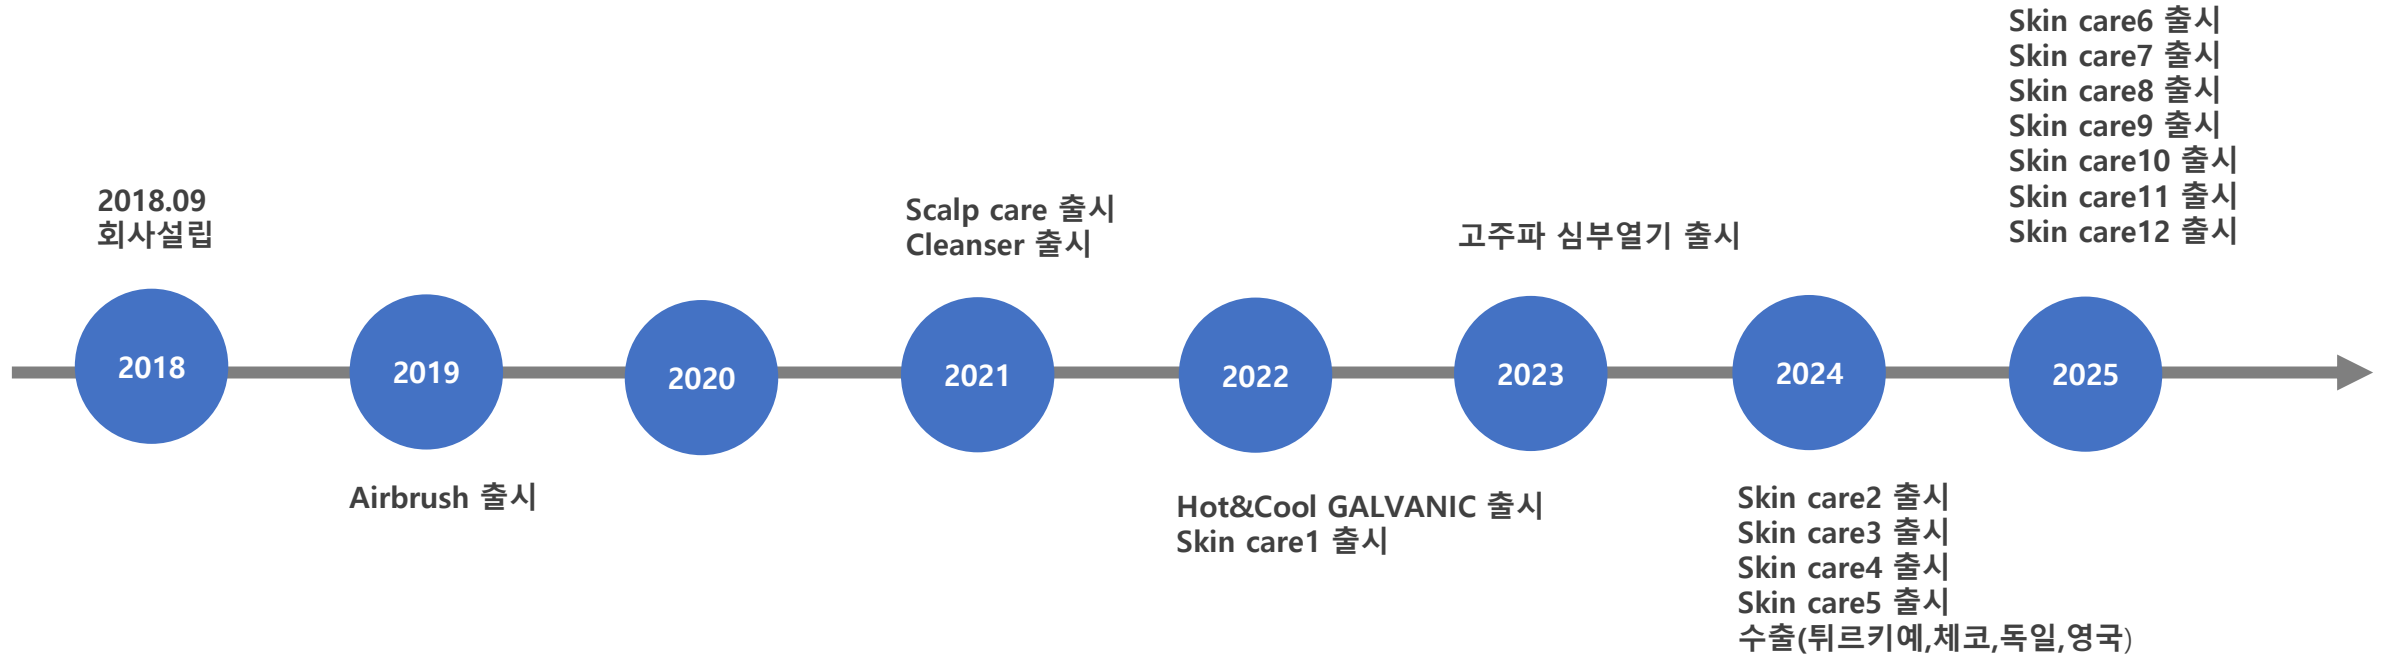 2018.09
회사설립
2018
2019
Airbrush 출시
2020
Scalp care 출시
Cleanser 출시
2021
2022
Hot&Cool GALVANIC 출시
Skin care1 출시
고주파 심부열기 출시
2023
2024
Skin care2 출시
Skin care3 출시
Skin care4 출시
Skin care5 출시
수출(튀르키예,체코,독일,영국)
Skin care6 출시
Skin care7 출시
Skin care8 출시
Skin care9 출시
Skin care10 출시
Skin care11 출시
Skin care12 출시
2025